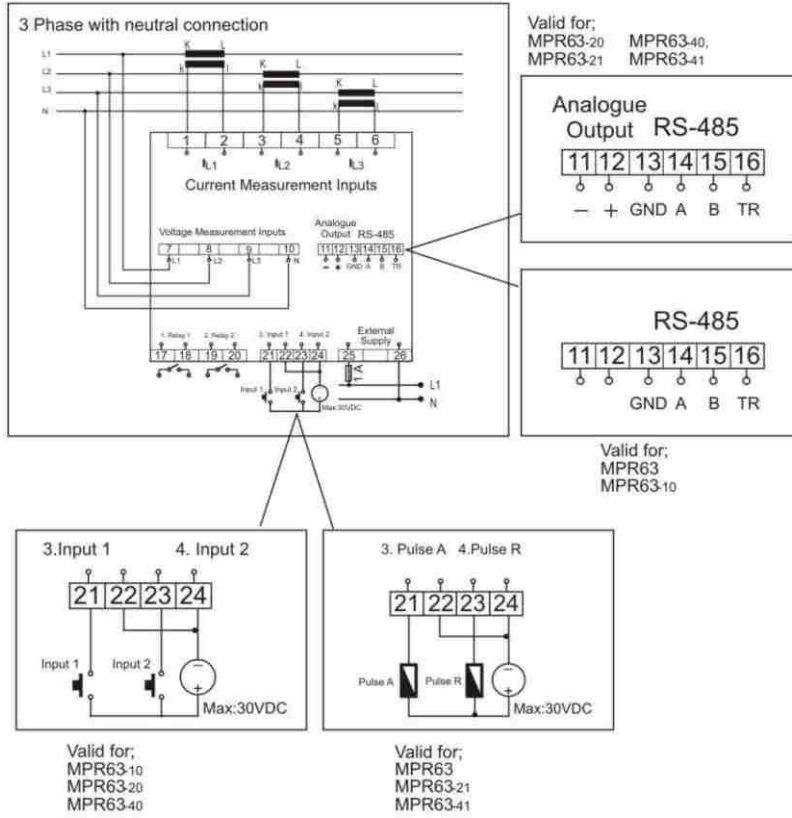 3 Phase with neutral connection
K L
L1
L2
k l K L
L3
k l K L
N
k l
1 2 3 4 5 6
IL1 IL2 IL3
Current Measurement Inputs
Voltage Measurement Inputs
7 8 9 10
L1 L2 L3 N
Analogue
Output RS-485
11 12 13 14 15 16
– + GND A B TR
1. Relay 1 2. Relay 2 3. Input 1 4. Input 2
External
Supply
17 18 19 20 21 22 23 24 25 26
1 A
Input 1 Input 2
Max:30VDC
L1
N
Valid for;
MPR63-20 MPR63-40,
MPR63-21 MPR63-41
Analogue
Output RS-485
11 12 13 14 15 16
– + GND A B TR
RS-485
11 12 13 14 15 16
GND A B TR
Valid for;
MPR63
MPR63-10
3.Input 1 4. Input 2
21 22 23 24
Input 1 Input 2
–
+
Max:30VDC
Valid for;
MPR63-10
MPR63-20
MPR63-40
3. Pulse A 4.Pulse R
21 22 23 24
Pulse A Pulse R
–
+
Max:30VDC
Valid for;
MPR63
MPR63-21
MPR63-41